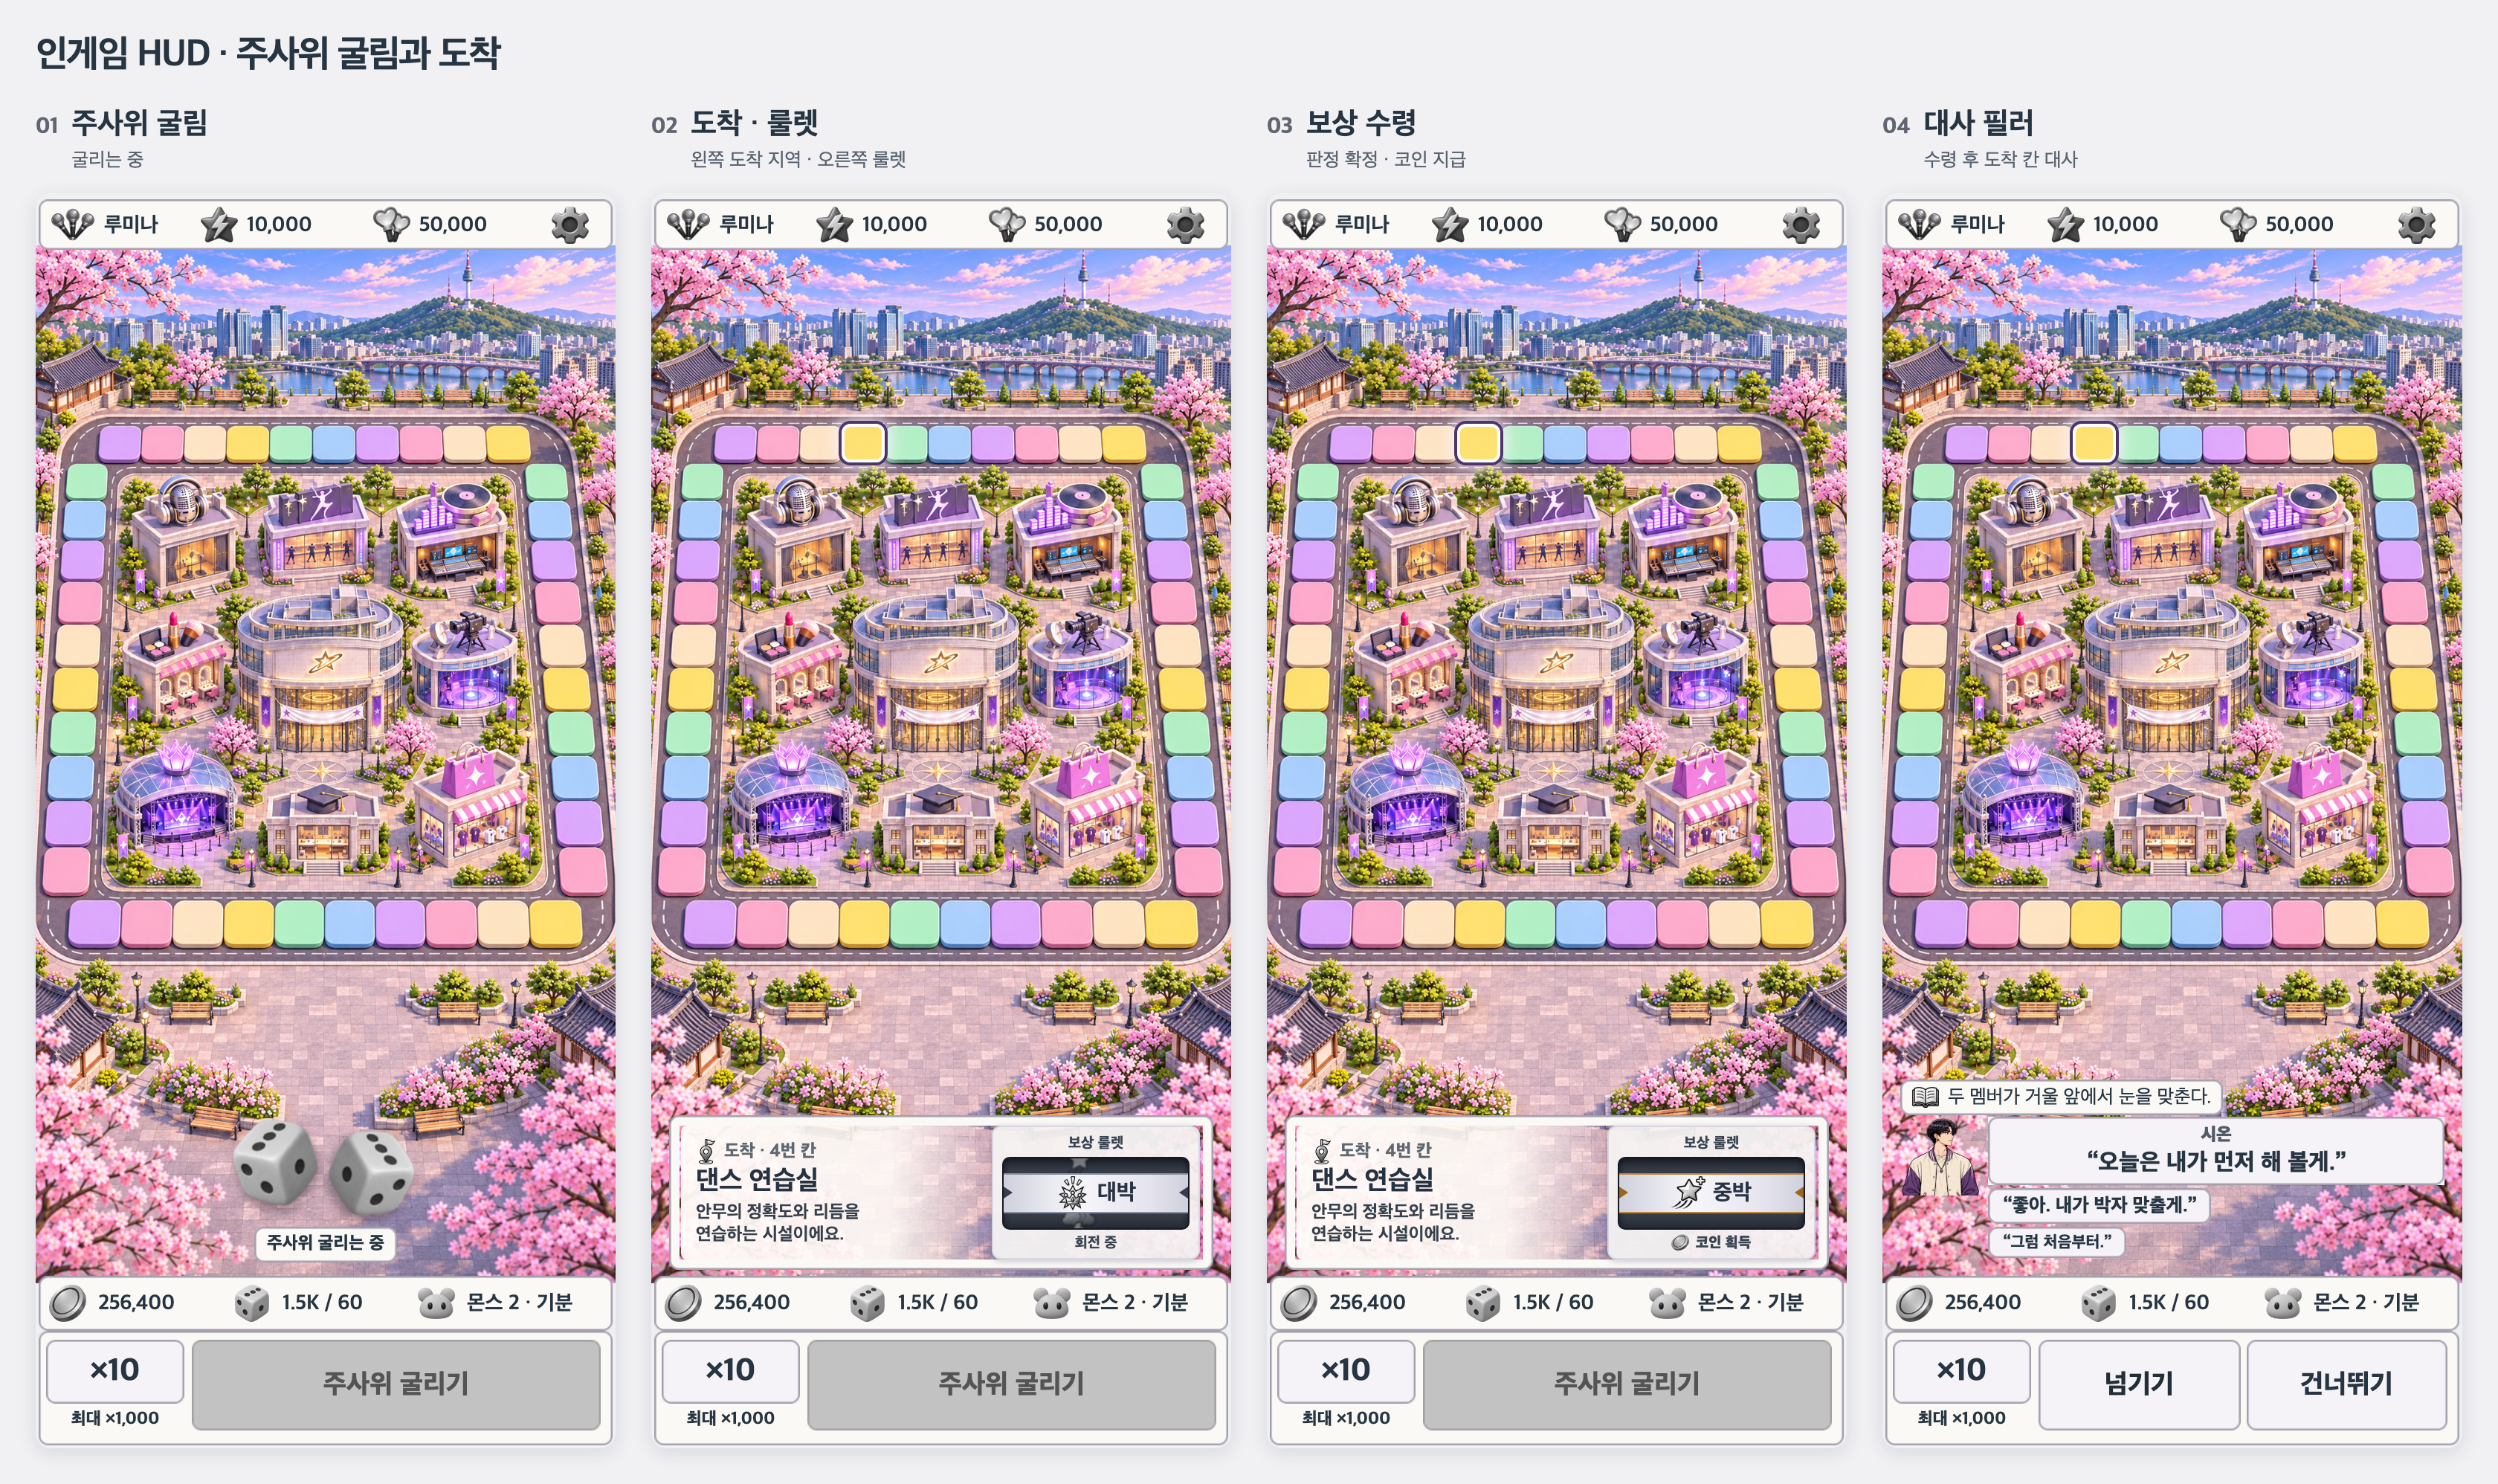 인게임 HUD · 주사위 굴림과 도착
01 주사위 굴림
굴리는 중
루미나 10,000 50,000
주사위 굴리는 중
256,400 1.5K / 60 몬스 2 · 기분
×10 주사위 굴리기
최대 ×1,000
02 도착 · 룰렛
왼쪽 도착 지역 · 오른쪽 룰렛
루미나 10,000 50,000
도착 · 4번 칸
댄스 연습실
안무의 정확도와 리듬을
연습하는 시설이에요.
보상 룰렛
대박
회전 중
256,400 1.5K / 60 몬스 2 · 기분
×10 주사위 굴리기
최대 ×1,000
03 보상 수령
판정 확정 · 코인 지급
루미나 10,000 50,000
도착 · 4번 칸
댄스 연습실
안무의 정확도와 리듬을
연습하는 시설이에요.
보상 룰렛
중박
코인 획득
256,400 1.5K / 60 몬스 2 · 기분
×10 주사위 굴리기
최대 ×1,000
04 대사 필러
수령 후 도착 칸 대사
루미나 10,000 50,000
두 멤버가 거울 앞에서 눈을 맞춘다.
시온
“오늘은 내가 먼저 해 볼게.”
“좋아. 내가 박자 맞출게.”
“그럼 처음부터.”
256,400 1.5K / 60 몬스 2 · 기분
×10 넘기기 건너뛰기
최대 ×1,000